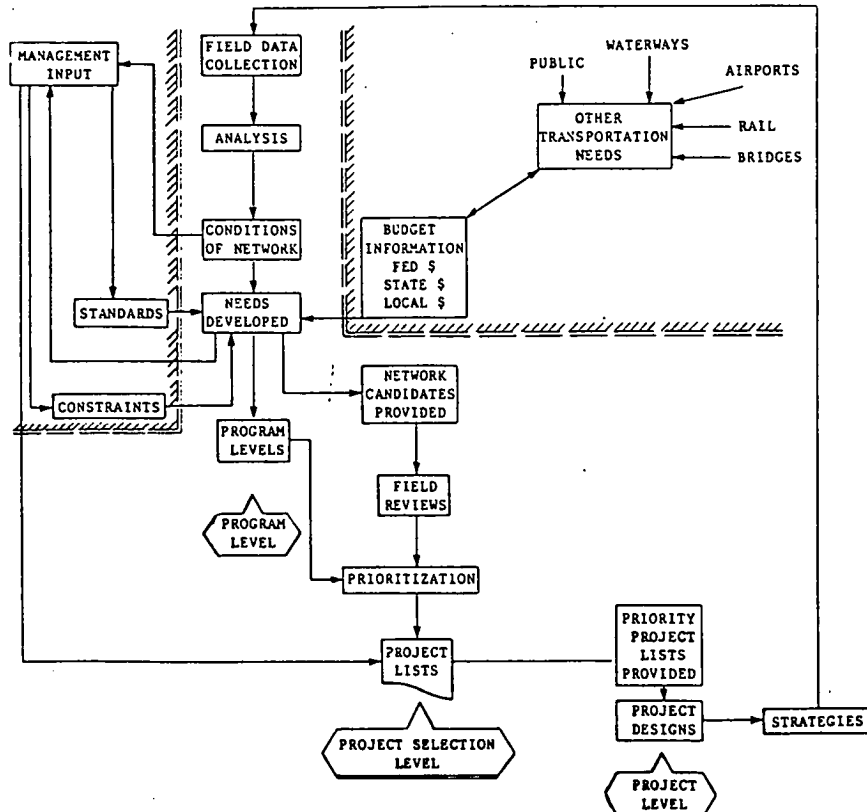 MANAGEMENT
INPUT
FIELD DATA
COLLECTION
WATERWAYS
PUBLIC
AIRPORTS
OTHER
TRANSPORTATION
NEEDS
RAIL
BRIDGES
ANALYSIS
CONDITIONS
OF NETWORK
BUDGET
INFORMATION
FED $
STATE $
LOCAL $
STANDARDS
NEEDS
DEVELOPED
CONSTRAINTS
NETWORK
CANDIDATES
PROVIDED
PROGRAM
LEVELS
FIELD
REVIEWS
PROGRAM
LEVEL
PRIORITIZATION
PROJECT
LISTS
PRIORITY
PROJECT
LISTS
PROVIDED
PROJECT
DESIGNS
STRATEGIES
PROJECT SELECTION
LEVEL
PROJECT
LEVEL